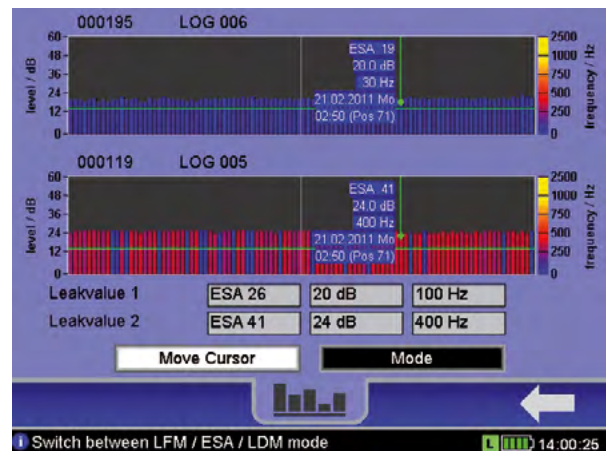 000195 LOG 006
60
48
36
24
12
0
level / dB
ESA 19
20.0 dB
30 Hz
21.02.2011 Mo
02:50 (Pos 71)
2500
1000
750
500
250
0
frequency / Hz
000119 LOG 005
60
48
36
24
12
0
level / dB
ESA 41
24.0 dB
400 Hz
21.02.2011 Mo
02:50 (Pos 71)
2500
1000
750
500
250
0
frequency / Hz
Leakvalue 1 ESA 26 20 dB 100 Hz
Leakvalue 2 ESA 41 24 dB 400 Hz
Move Cursor Mode
i Switch between LFM / ESA / LDM mode L 14:00:25